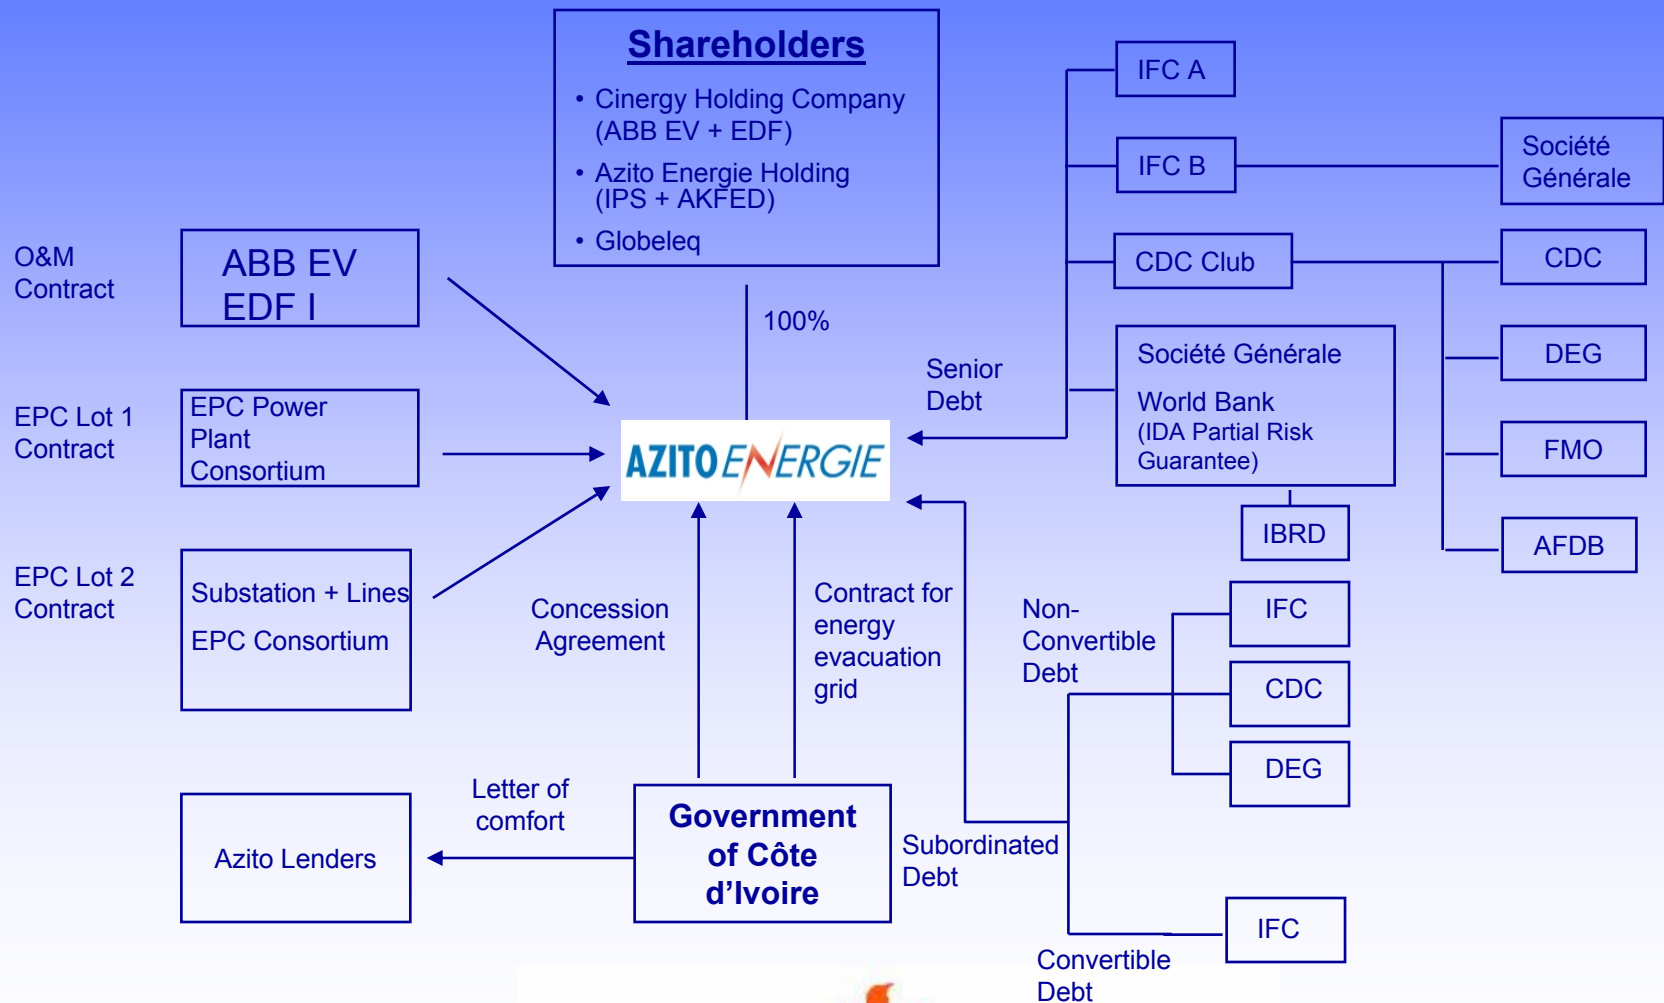 Shareholders
• Cinergy Holding Company
(ABB EV + EDF)
• Azito Energie Holding
(IPS + AKFED)
• Globeleq
100%
O&M
Contract
ABB EV
EDF I
EPC Lot 1
Contract
EPC Power
Plant
Consortium
EPC Lot 2
Contract
Substation + Lines
EPC Consortium
AZITO ENERGIE
Concession
Agreement
Contract for
energy
evacuation
grid
Azito Lenders
Letter of
comfort
Government
of Côte
d'Ivoire
Senior
Debt
IFC A
IFC B
Société
Générale
CDC Club
CDC
DEG
FMO
AFDB
Société Générale
World Bank
(IDA Partial Risk
Guarantee)
IBRD
Subordinated
Debt
Non-
Convertible
Debt
IFC
CDC
DEG
Convertible
Debt
IFC